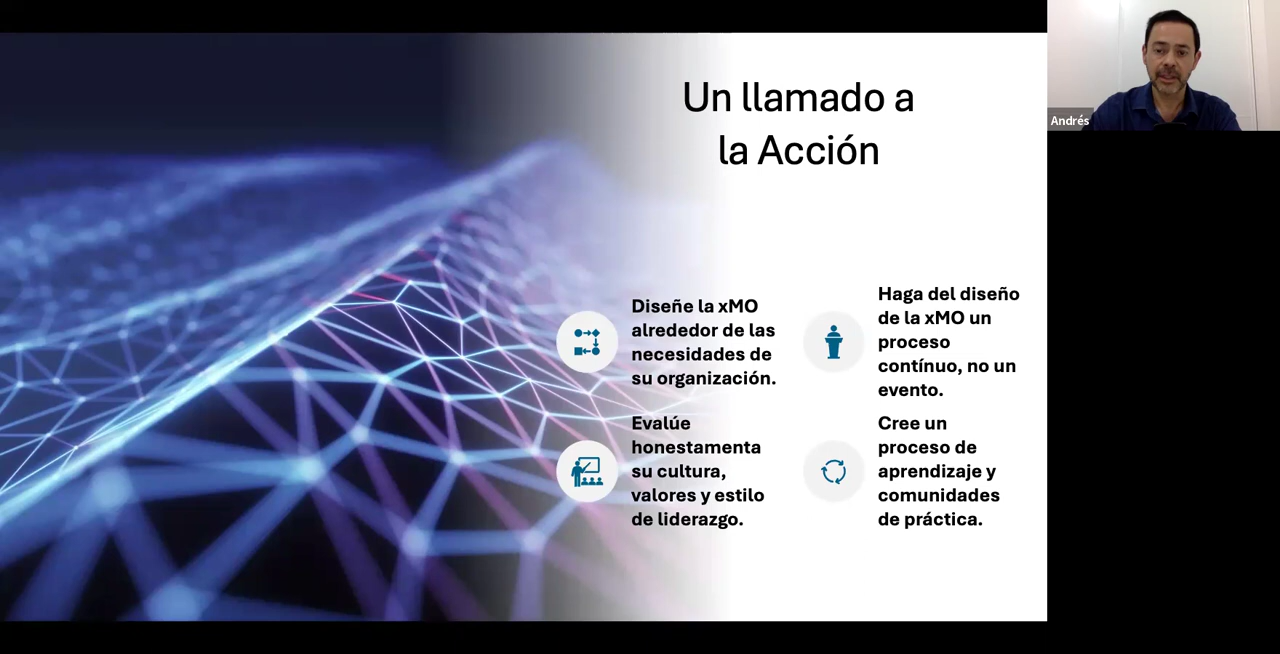 Un llamado a
la Acción
Diseñe la xMO
alrededor de las
necesidades de
su organización.
Haga del diseño
de la xMO un
proceso
contínuo, no un
evento.
Evalúe
honestamenta
su cultura,
valores y estilo
de liderazgo.
Cree un
proceso de
aprendizaje y
comunidades
de práctica.
Andrés